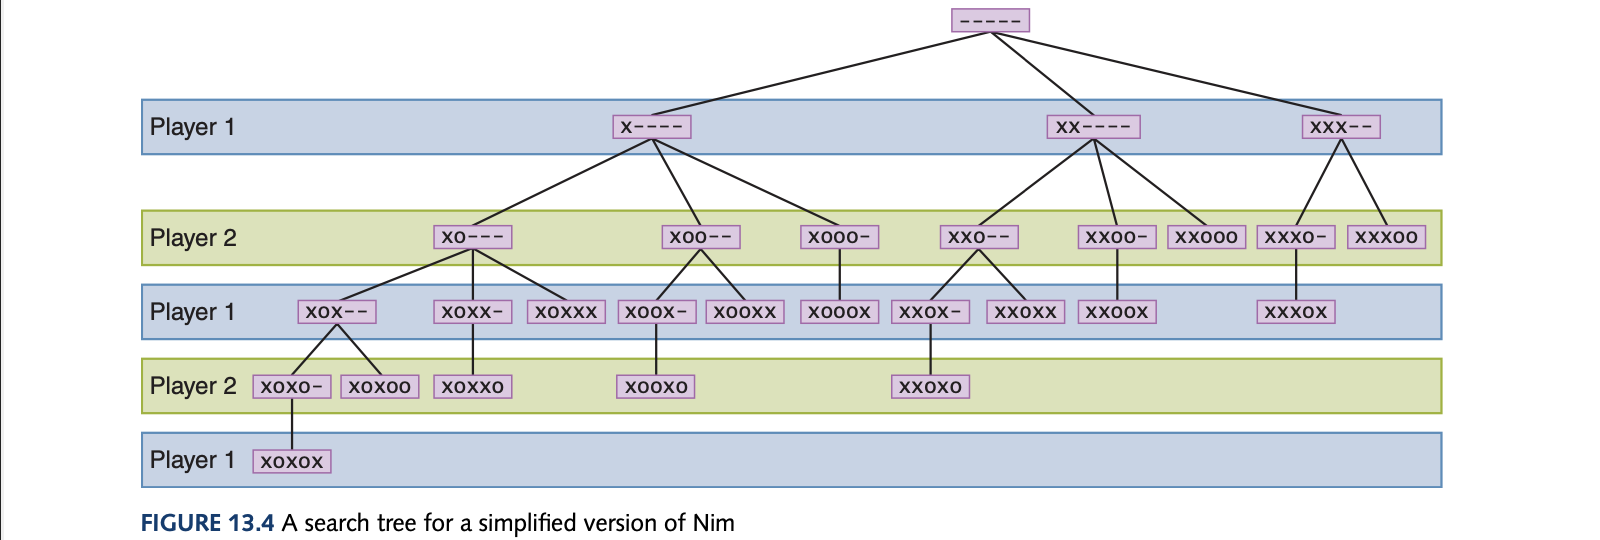 -----
Player 1 x---- xx---- xxx--
Player 2 xo--- xoo-- xooo- xxo-- xxoo- xxooo xxxo- xxxoo
Player 1 xox-- xoxx- xoxxx xoox- xooxx xooox xxox- xxoxx xxoox xxxox
Player 2 xoxo- xoxoo xoxxo xooxo xxoxo
Player 1 xoxox
FIGURE 13.4 A search tree for a simplified version of Nim